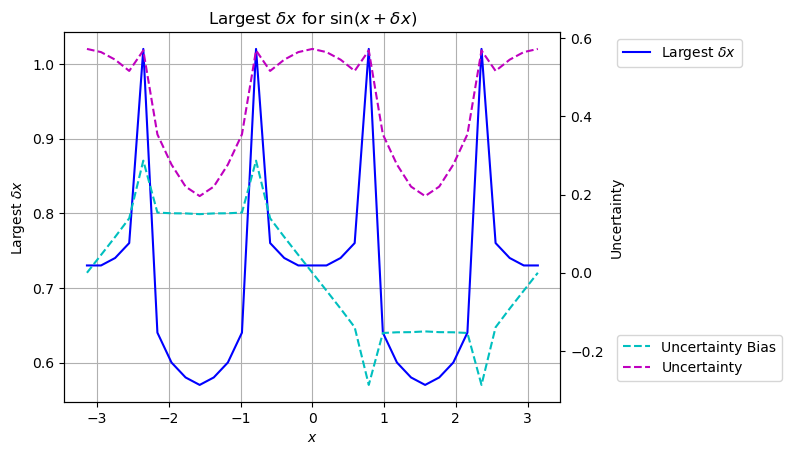 Largest δx for sin(x + δx)
Largest δx
1.0
0.9
0.8
0.7
0.6
0.6
0.4
0.2
0.0
−0.2
Uncertainty
−3
−2
−1
0
1
2
3
x
Largest δx
Uncertainty Bias
Uncertainty